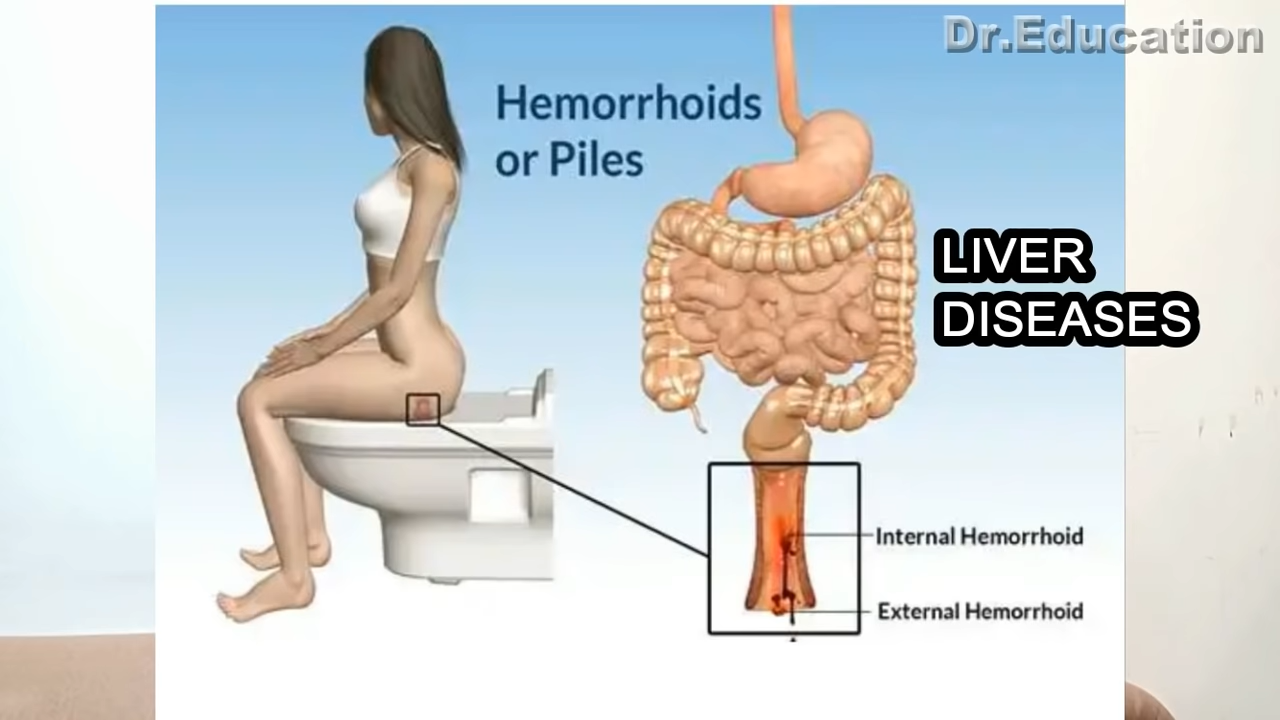 Dr.Education
Hemorrhoids
or Piles
LIVER
DISEASES
Internal Hemorrhoid
External Hemorrhoid